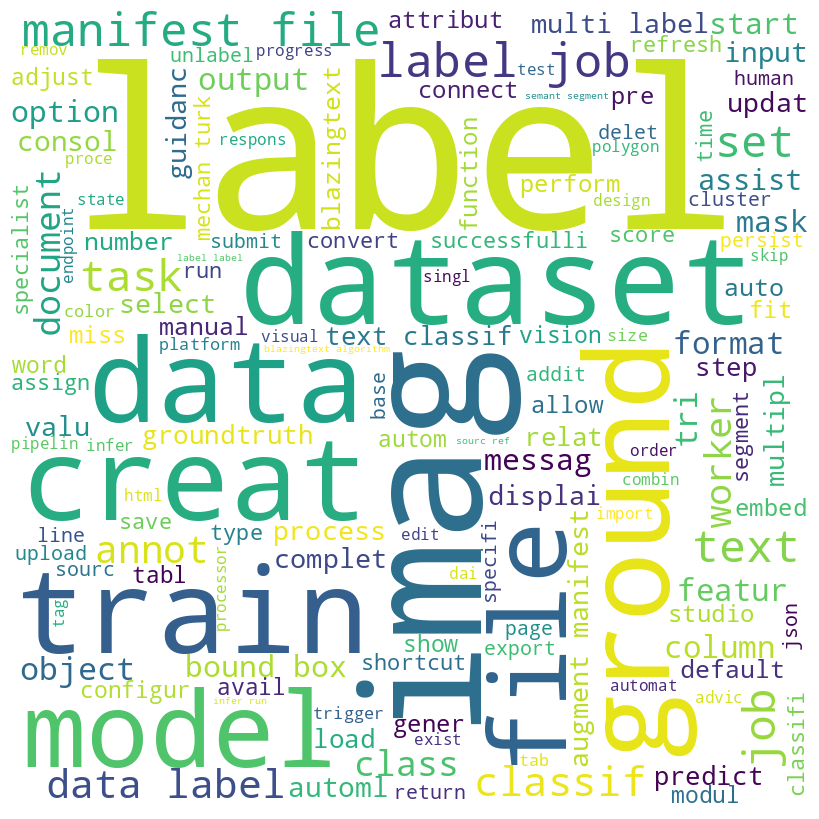 manifest file
attribut
multi label
start
remov
unlabel
progress
label job
refresh
input
adjust
output
test
semant segment
connect
pre
human
option
guidanc
mechan turk
label
blazingtext
function
delet
time
updat
consol
respons
polygon
set
proce
perform
assist
specialist
document
endpoint
state
design
cluster
mask
number
submit
convert
successfulli
score
persist
label label
run
dataset
singl
skip
task
color
select
auto
fit
miss
manual
visual
text classif
vision
size
format
platform
blazingtext algorithm
word
data
imag
base
addit
ground
step
assign
allow
tri
valu
worker
segment
multipl
pipelin
infer
groundtruth
autom
sourc ref
relat
order
creat
messag
combin
html
displai
embed
save
file
import
line
type
process
edit
specifi
augment manifest
text
upload
annot
complet
sourc
tabl
processor
dai
featur
train
tag
studio
json
show
page
export
column
object
bound box
shortcut
default
configur
avail
automat
model
infer run
trigger
gener
exist
advic
job
classifi
load
class
tab
data label
automl
return
classif
predict
modul